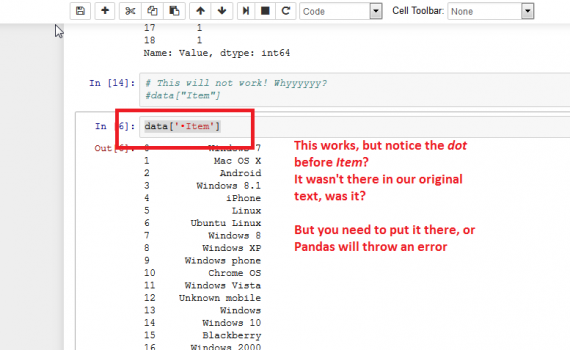 Code
Cell Toolbar:
None
17 1
18 1
Name: Value, dtype: int64
In [14]:
# This will not work! Whyyyyyy?
#data["Item"]
In [6]:
data['•Item']
Out[6]:
0 Windows 7
1 Mac OS X
2 Android
3 Windows 8.1
4 iPhone
5 Linux
6 Ubuntu Linux
7 Windows 8
8 Windows XP
9 Windows phone
10 Chrome OS
11 Windows Vista
12 Unknown mobile
13 Windows
14 Windows 10
15 Blackberry
16 Windows 2000
This works, but notice the dot
before Item?
It wasn't there in our original
text, was it?
But you need to put it there, or
Pandas will throw an error